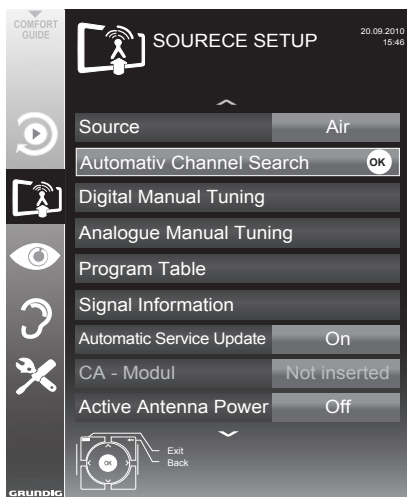 COMFORT
GUIDE
SOURECE SETUP
20.09.2010
15:46
Source Air
Automativ Channel Search OK
Digital Manual Tuning
Analogue Manual Tuning
Program Table
Signal Information
Automatic Service Update On
CA - Modul Not inserted
Active Antenna Power Off
Exit
Back
OK
GRUNDIG